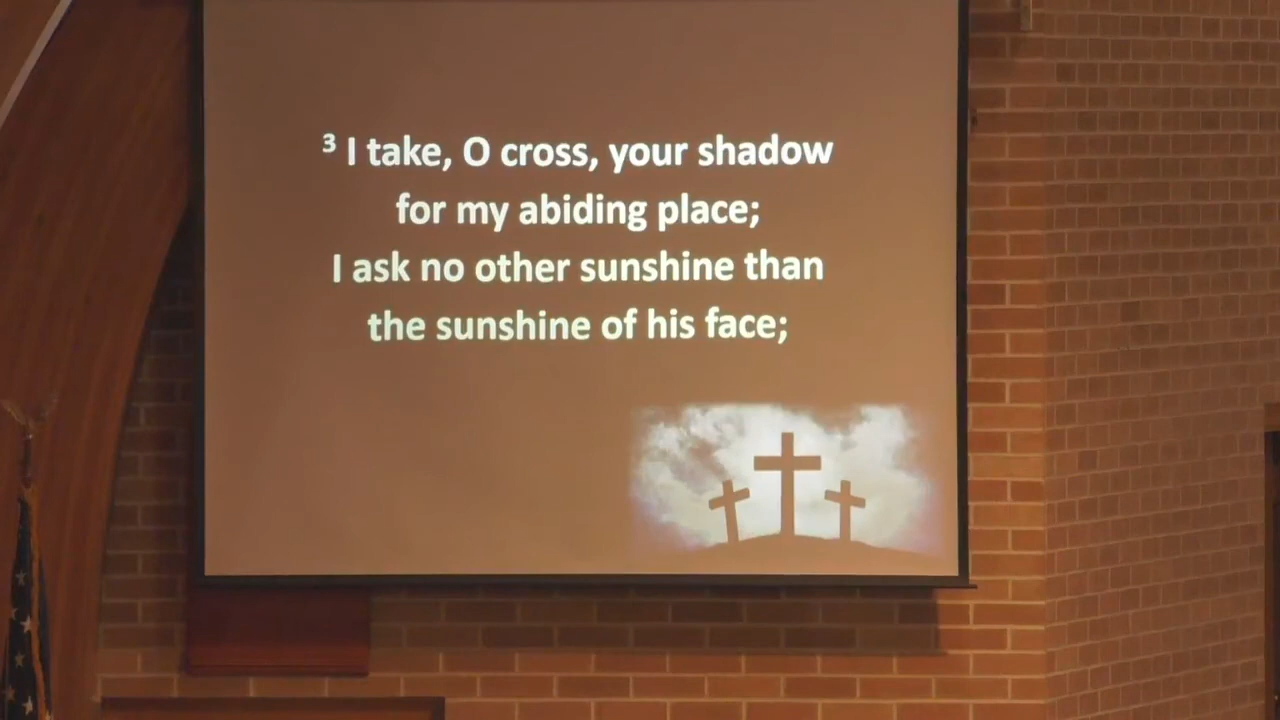 ³ I take, O cross, your shadow
for my abiding place;
I ask no other sunshine than
the sunshine of his face;